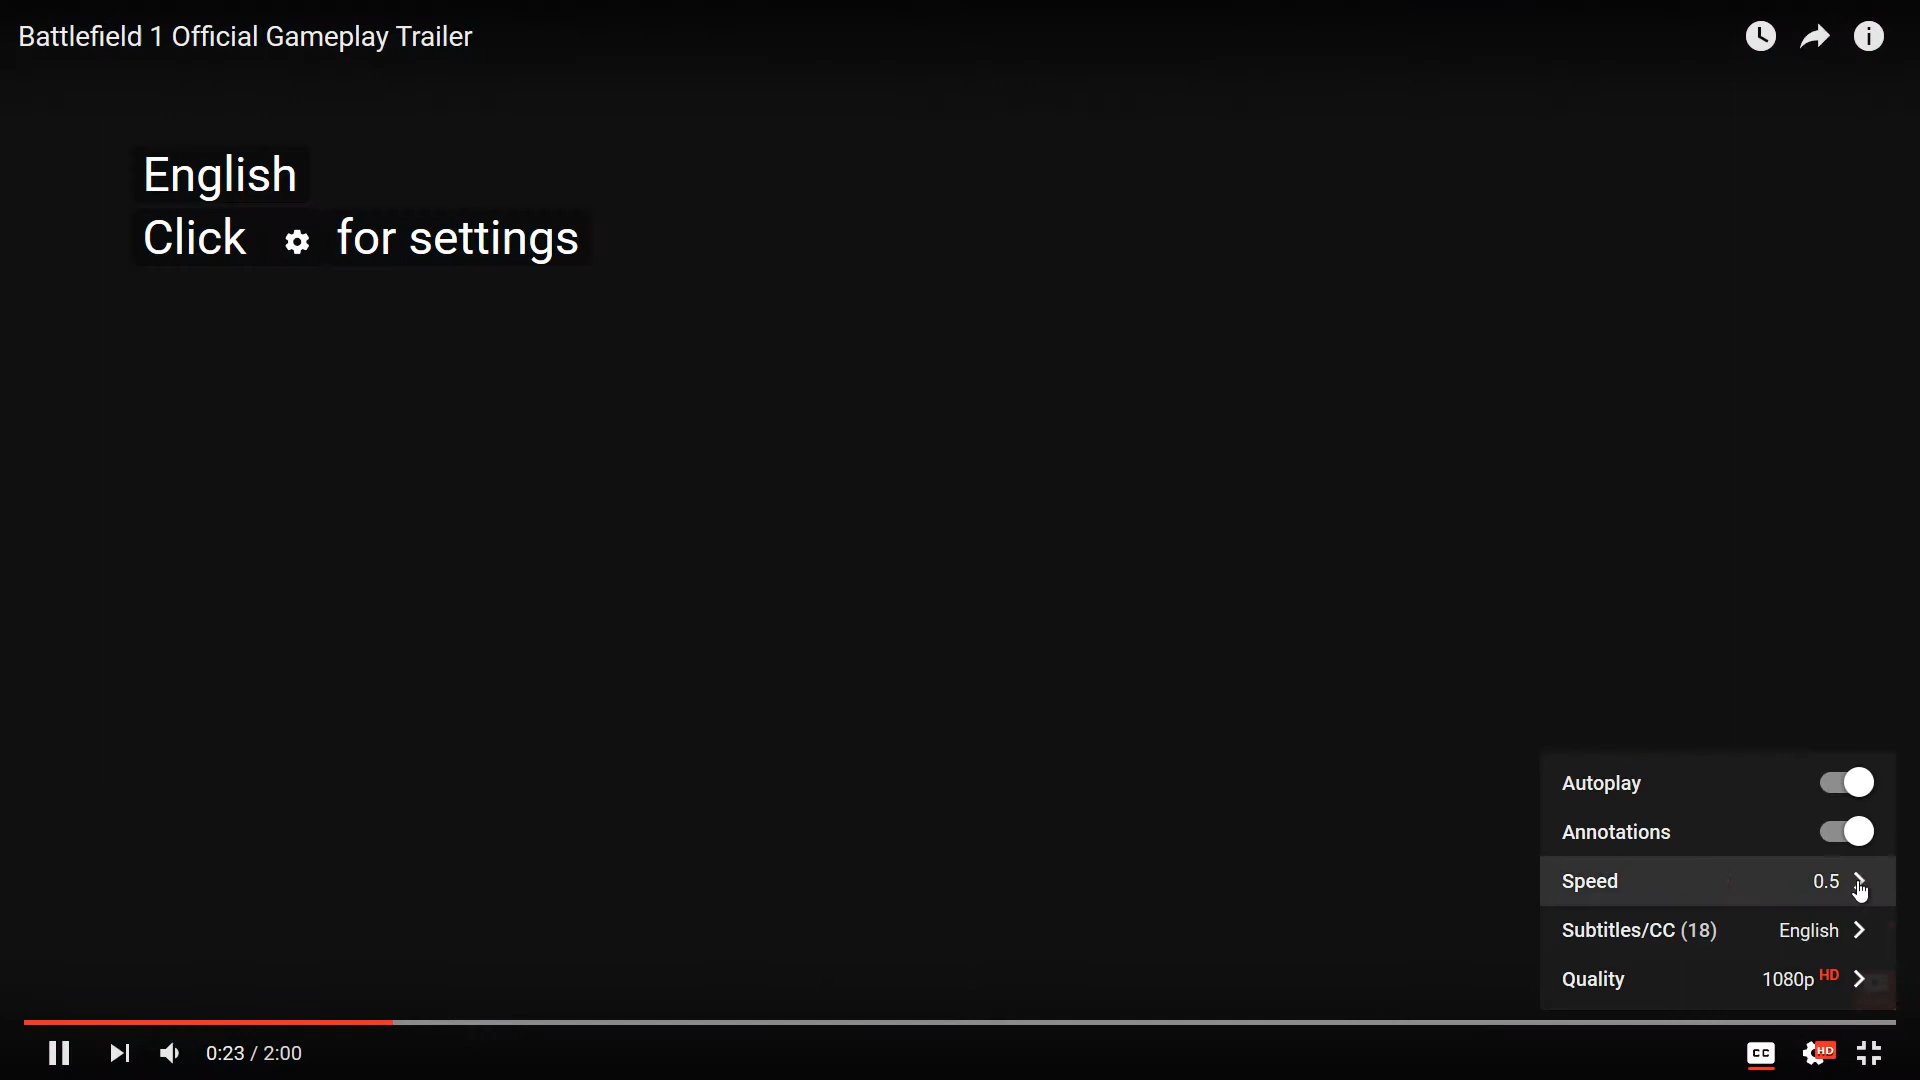 Battlefield 1 Official Gameplay Trailer
English
Click for settings
Autoplay
Annotations
Speed 0.5
Subtitles/CC (18) English
Quality 1080p HD
0:23 / 2:00
CC HD